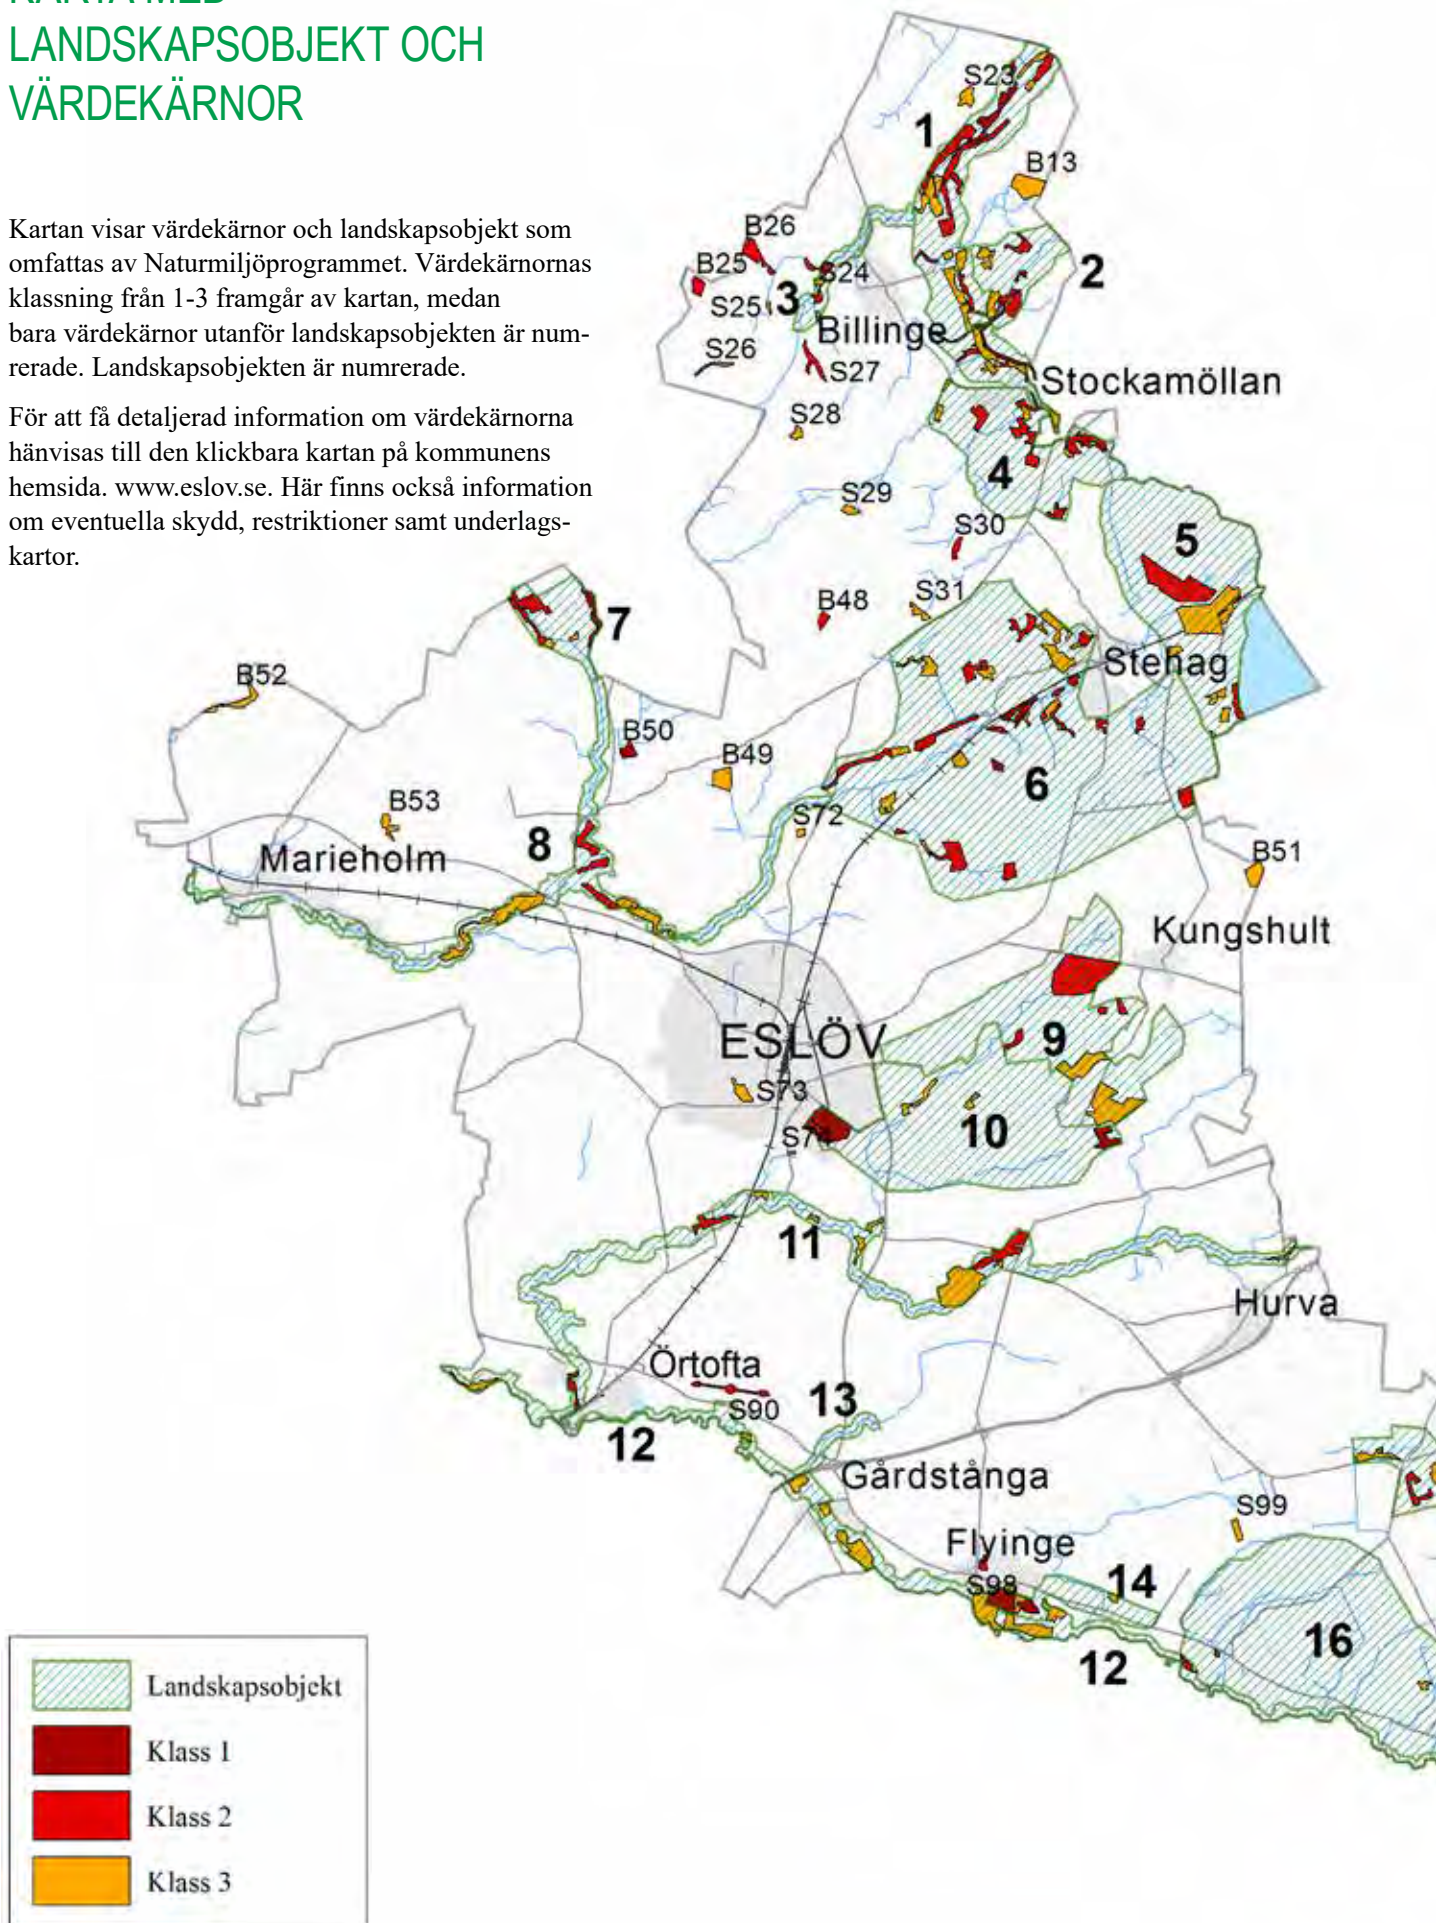 KARTA MED
LANDSKAPSOBJEKT OCH
VÄRDEKÄRNOR
Kartan visar värdekärnor och landskapsobjekt som
omfattas av Naturmiljöprogrammet. Värdekärnornas
klassning från 1-3 framgår av kartan, medan
bara värdekärnor utanför landskapsobjekten är num-
rerade. Landskapsobjekten är numrerade.
För att få detaljerad information om värdekärnorna
hänvisas till den klickbara kartan på kommunens
hemsida. www.eslov.se. Här finns också information
om eventuella skydd, restriktioner samt underlags-
kartor.
S23
1
B13
B26
B25
S24
2
S25
3
Billinge
S26
S27
Stockamöllan
S28
4
S29
S30
5
B48
S31
7
Stehag
B52
B50
B49
6
B53
S72
8
Marieholm
B51
Kungshult
ESLÖV
9
S73
10
11
Hurva
Örtofta
S90
13
12
Gårdstånga
S99
Flyinge
S98
14
16
12
Landskapsobjekt
Klass 1
Klass 2
Klass 3